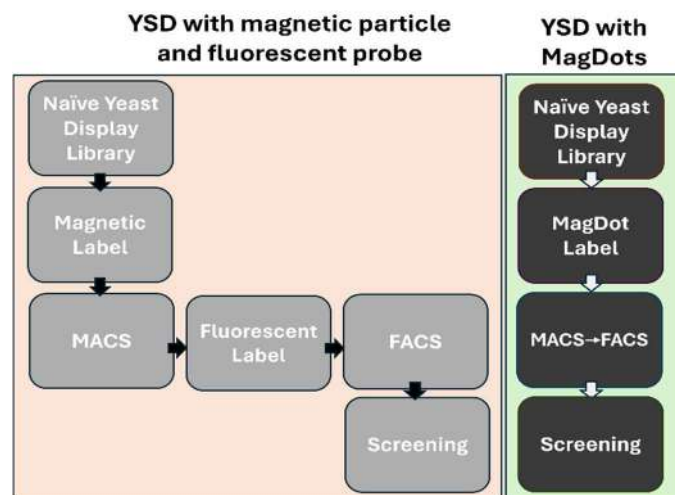 YSD with magnetic particle
and fluorescent probe
Naïve Yeast
Display
Library
Magnetic
Label
MACS
Fluorescent
Label
FACS
Screening
YSD with
MagDots
Naïve Yeast
Display
Library
MagDot
Label
MACS→FACS
Screening